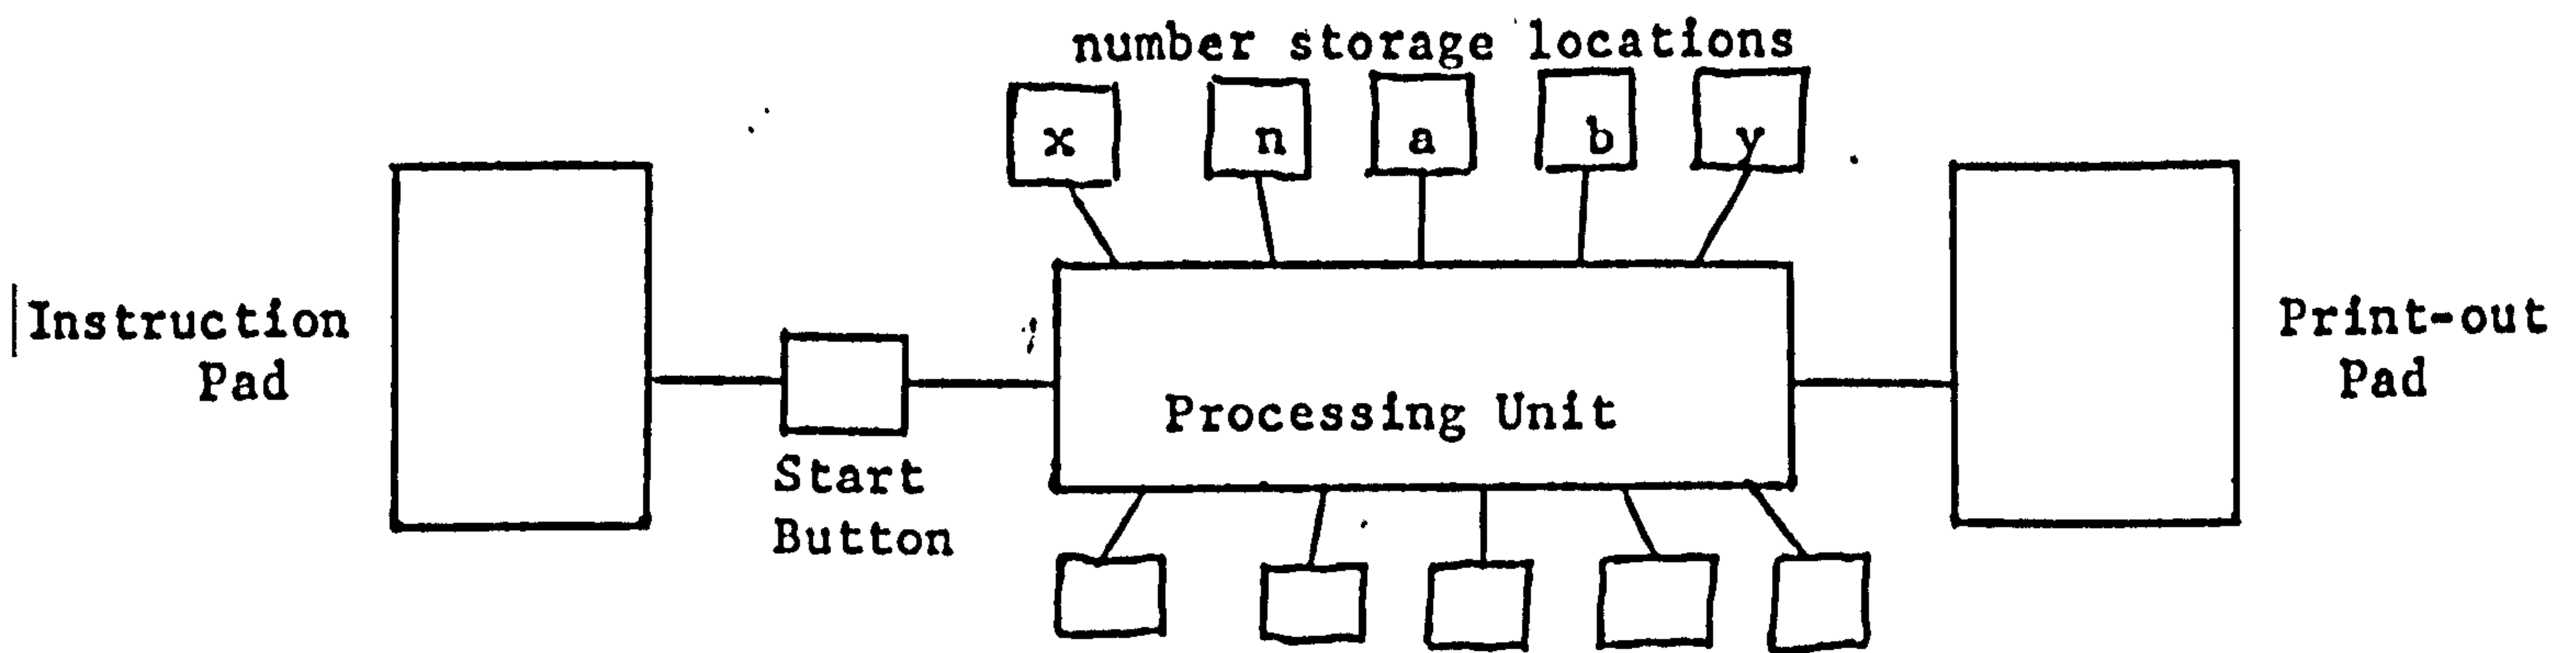 number storage locations
x n a b y
Instruction
Pad
Start
Button
Processing Unit
Print-out
Pad